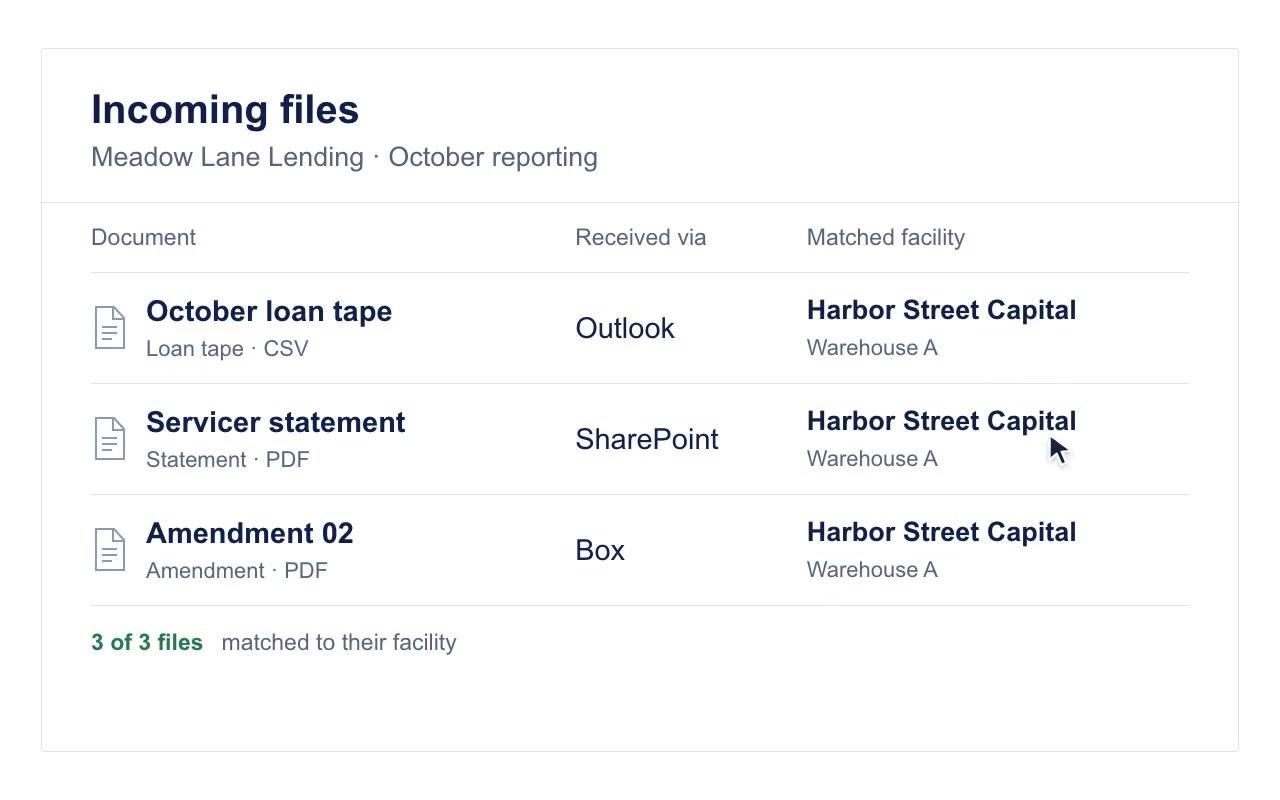 Incoming files
Meadow Lane Lending · October reporting
Document Received via Matched facility
October loan tape
Loan tape · CSV
Outlook
Harbor Street Capital
Warehouse A
Servicer statement
Statement · PDF
SharePoint
Harbor Street Capital
Warehouse A
Amendment 02
Amendment · PDF
Box
Harbor Street Capital
Warehouse A
3 of 3 files matched to their facility